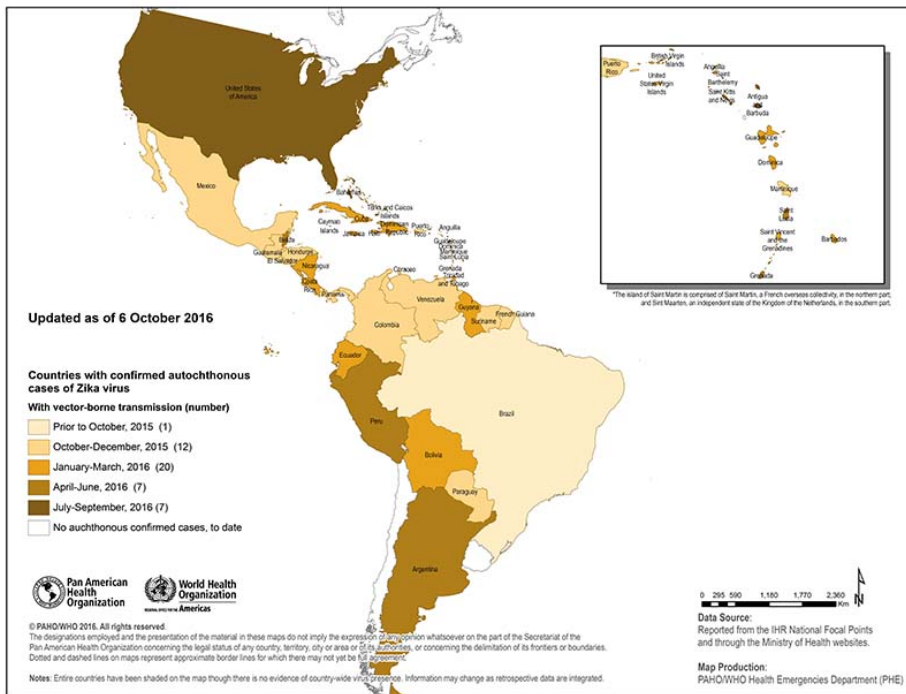 United States
of America
Mexico
Bahamas
Turks and Caicos
Islands
Cuba
Cayman
Islands
Dominican
Republic
Jamaica
Haiti
Puerto
Rico
Anguilla
Guadeloupe
Dominica
Martinique
Saint Lucia
Belize
Guatemala
Honduras
El Salvador
Nicaragua
Costa
Rica
Panama
Curacao
Grenada
Trinidad
and Tobago
Venezuela
Guyana
Colombia
Suriname
French Guiana
Ecuador
Peru
Brazil
Bolivia
Paraguay
Argentina
Puerto
Rico
British Virgin
Islands
United
States Virgin
Islands
Anguilla
Saint
Barthelemy
Saint Kitts
and Nevis
Antigua
and
Barbuda
Guadeloupe
Dominica
Martinique
Saint
Lucia
Saint Vincent
and the
Grenadines
Barbados
Grenada
*The island of Saint Martin is comprised of Saint Martin, a French overseas collectivity, in the northern part,
and Sint Maarten, an independent state of the Kingdom of the Netherlands, in the southern part.
Updated as of 6 October 2016
Countries with confirmed autochthonous
cases of Zika virus
With vector-borne transmission (number)
Prior to October, 2015 (1)
October-December, 2015 (12)
January-March, 2016 (20)
April-June, 2016 (7)
July-September, 2016 (7)
No auchthonous confirmed cases, to date
Pan American
Health
Organization
World Health
Organization
REGIONAL OFFICE FOR THE Americas
© PAHO/WHO 2016. All rights reserved.
The designations employed and the presentation of the material in these maps do not imply the expression of any opinion whatsoever on the part of the Secretariat of the
Pan American Health Organization concerning the legal status of any country, territory, city or area or of its authorities, or concerning the delimitation of its frontiers or boundaries.
Dotted and dashed lines on maps represent approximate border lines for which there may not yet be full agreement.
Notes: Entire countries have been shaded on the map though there is no evidence of country-wide virus presence. Information may change as retrospective data are integrated.
N
0 295 590 1,180 1,770 2,360
Km
Data Source:
Reported from the IHR National Focal Points
and through the Ministry of Health websites.
Map Production:
PAHO/WHO Health Emergencies Department (PHE)